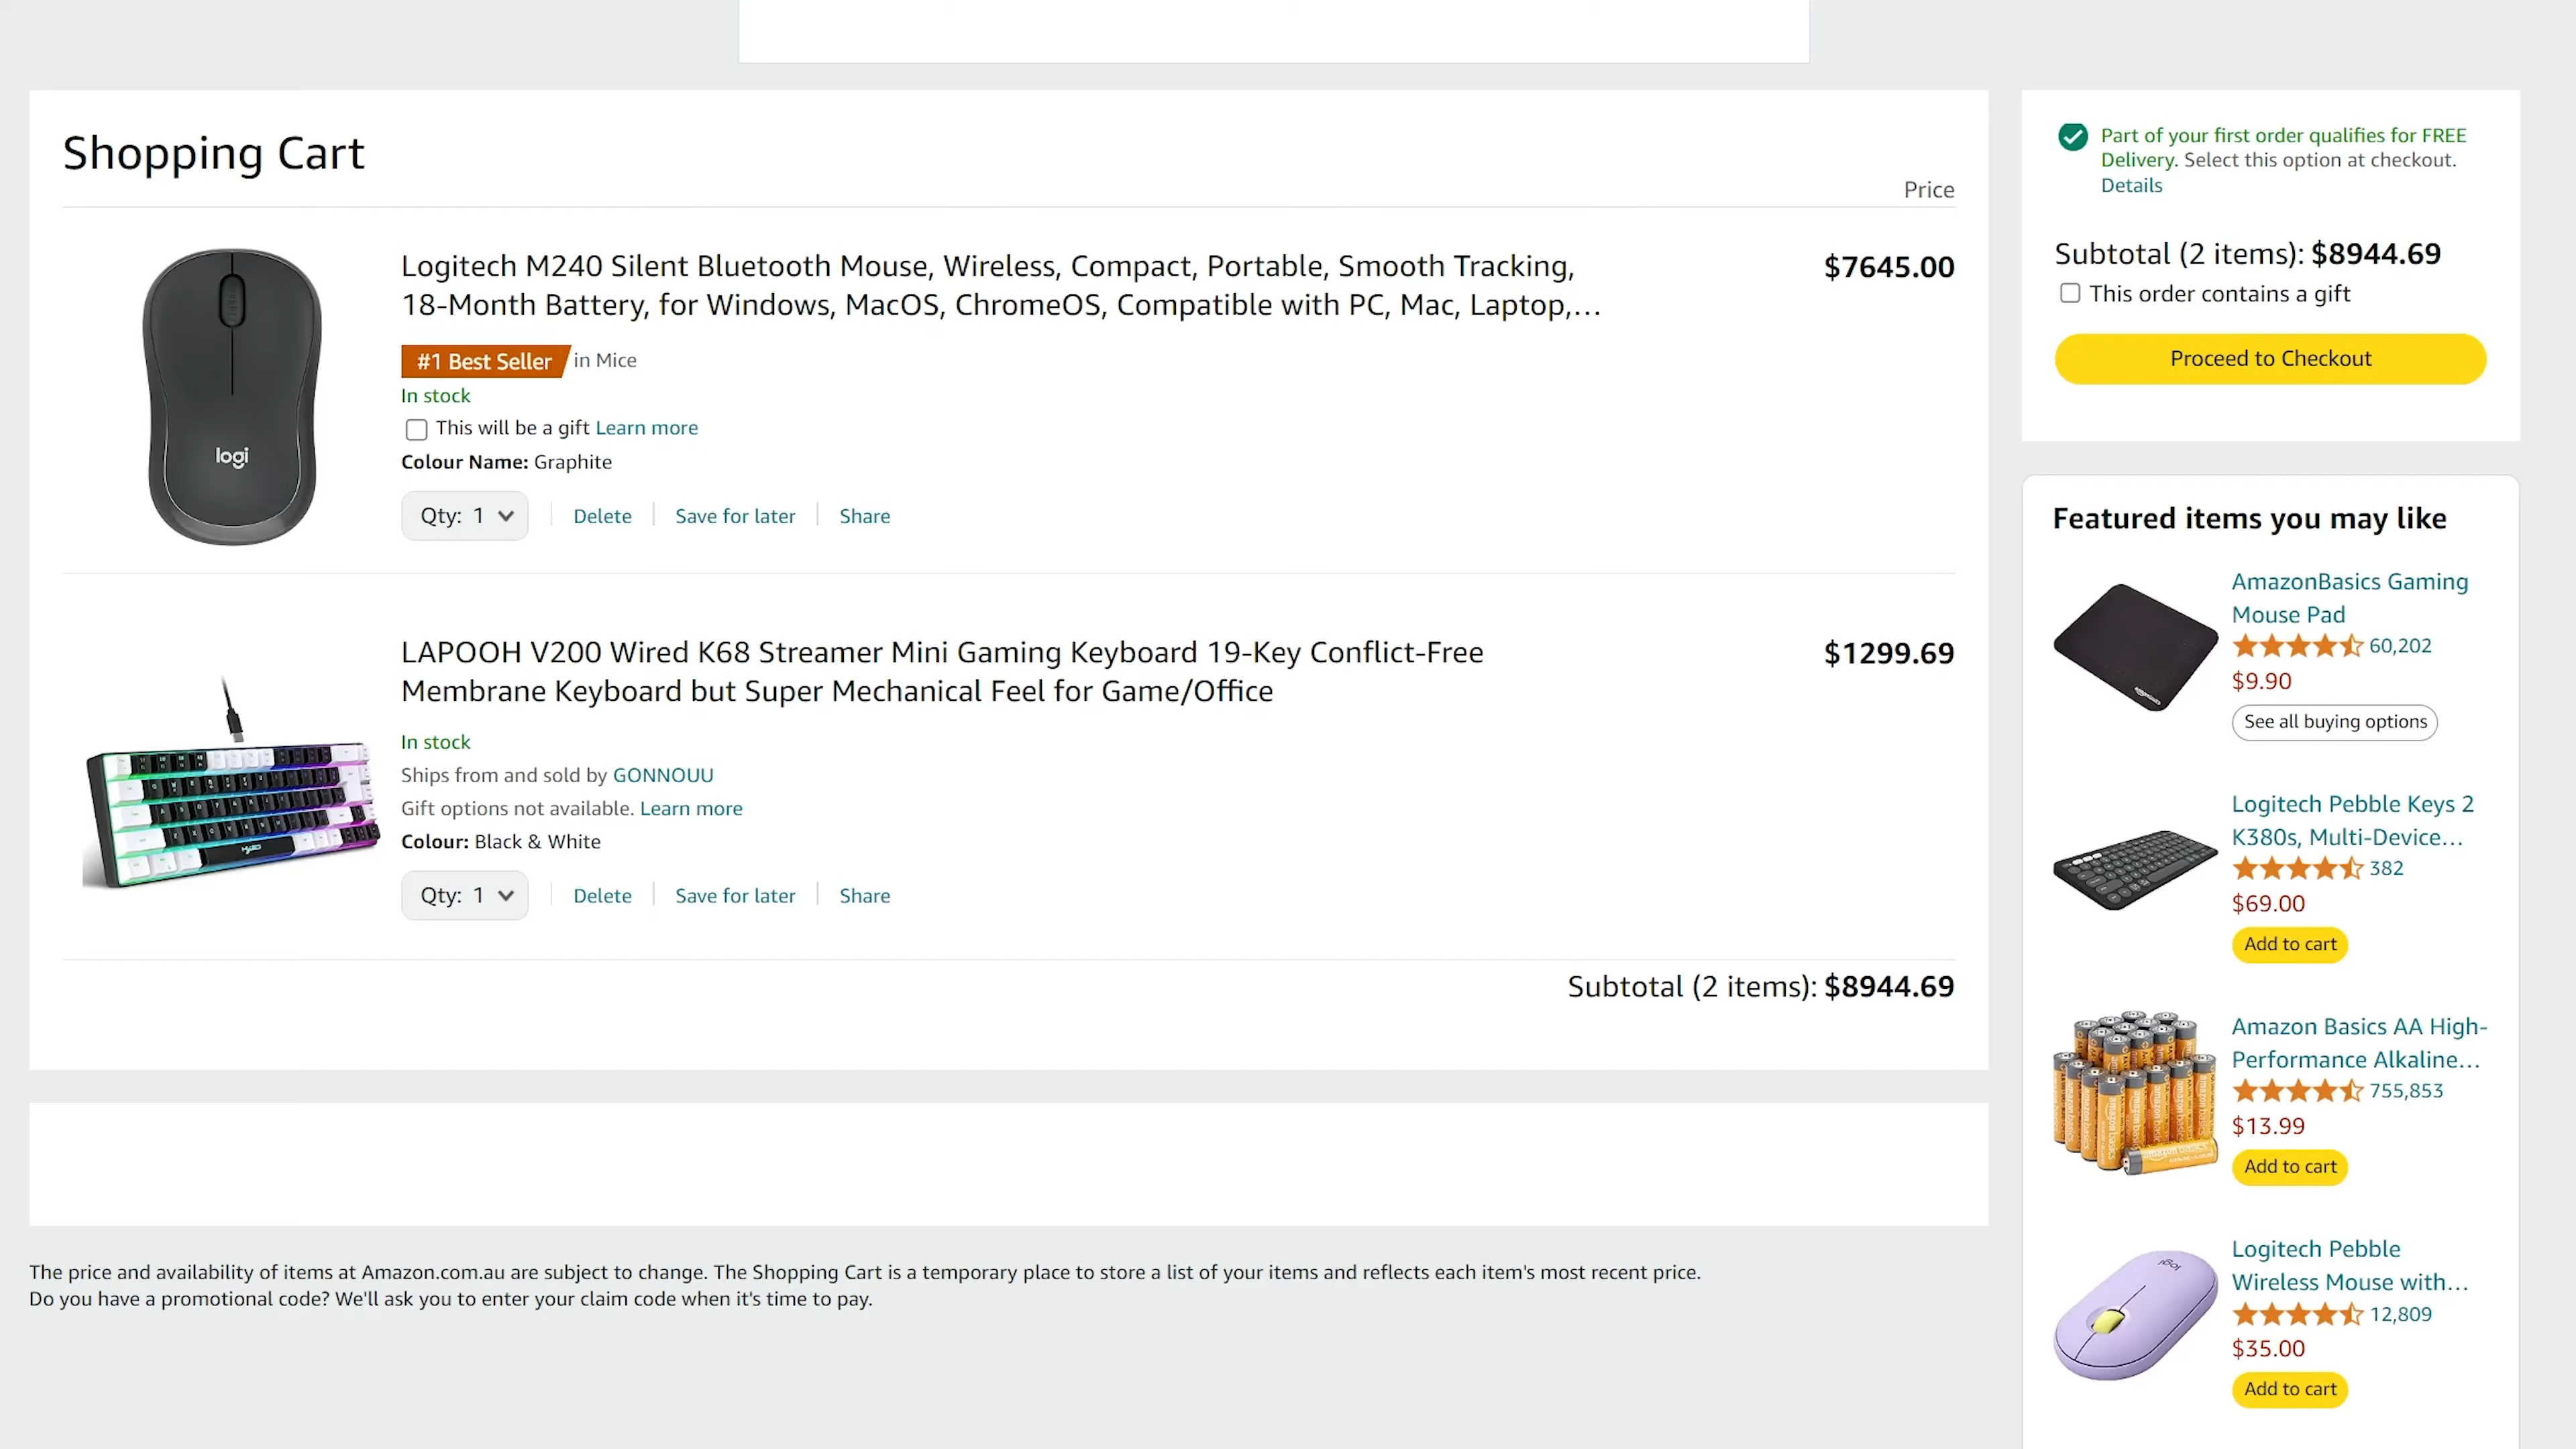 Shopping Cart
Price
Logitech M240 Silent Bluetooth Mouse, Wireless, Compact, Portable, Smooth Tracking,
18-Month Battery, for Windows, MacOS, ChromeOS, Compatible with PC, Mac, Laptop,…
$7645.00
#1 Best Seller in Mice
In stock
This will be a gift Learn more
Colour Name: Graphite
Qty: 1
Delete
Save for later
Share
logi
LAPOOH V200 Wired K68 Streamer Mini Gaming Keyboard 19-Key Conflict-Free
Membrane Keyboard but Super Mechanical Feel for Game/Office
$1299.69
In stock
Ships from and sold by GONNOUU
Gift options not available. Learn more
Colour: Black & White
Qty: 1
Delete
Save for later
Share
Subtotal (2 items): $8944.69
The price and availability of items at Amazon.com.au are subject to change. The Shopping Cart is a temporary place to store a list of your items and reflects each item's most recent price.
Do you have a promotional code? We'll ask you to enter your claim code when it's time to pay.
Part of your first order qualifies for FREE
Delivery. Select this option at checkout.
Details
Subtotal (2 items): $8944.69
This order contains a gift
Proceed to Checkout
Featured items you may like
AmazonBasics Gaming
Mouse Pad
60,202
$9.90
See all buying options
Logitech Pebble Keys 2
K380s, Multi-Device…
382
$69.00
Add to cart
Amazon Basics AA High-
Performance Alkaline…
755,853
$13.99
Add to cart
Logitech Pebble
Wireless Mouse with…
12,809
$35.00
Add to cart
logi